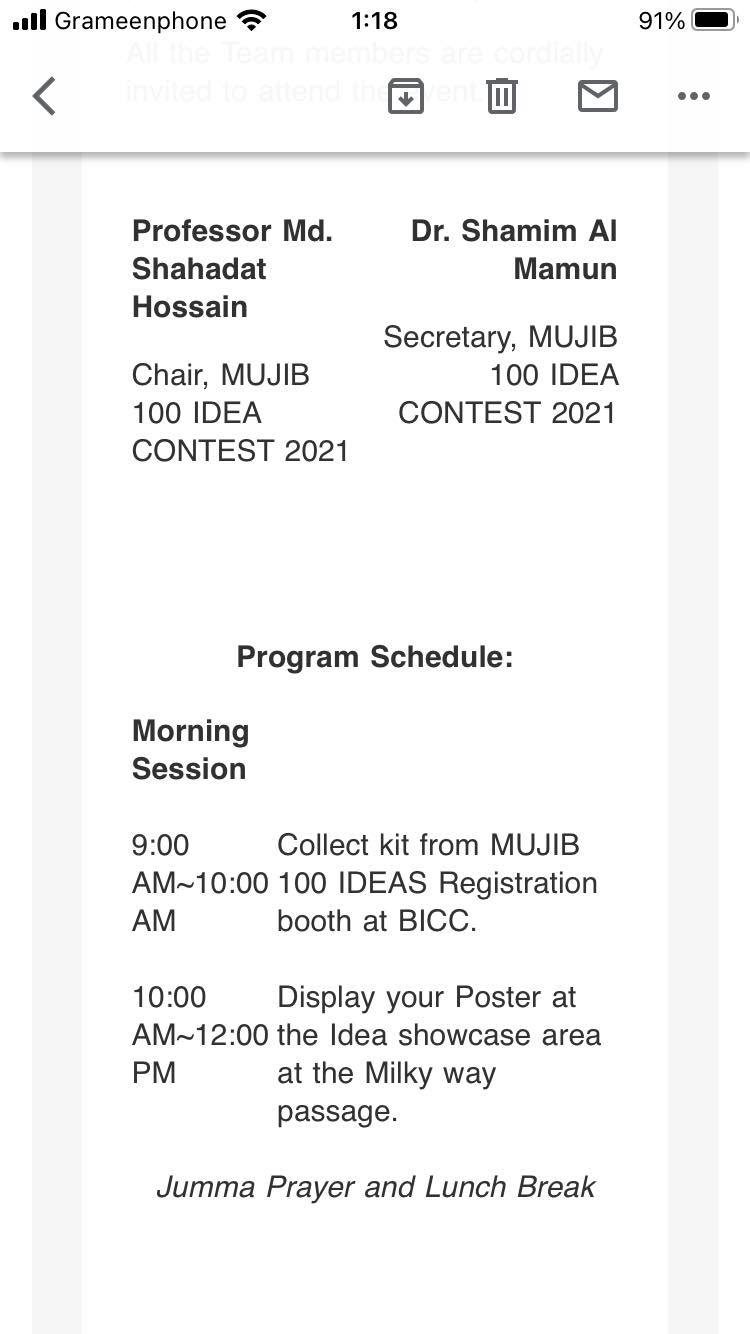 Grameenphone 1:18 91%
All the Team members are cordially
invited to attend the event.
Professor Md.
Shahadat
Hossain
Chair, MUJIB
100 IDEA
CONTEST 2021
Dr. Shamim Al
Mamun
Secretary, MUJIB
100 IDEA
CONTEST 2021
Program Schedule:
Morning
Session
9:00
AM~10:00
AM
Collect kit from MUJIB
100 IDEAS Registration
booth at BICC.
10:00
AM~12:00
PM
Display your Poster at
the Idea showcase area
at the Milky way
passage.
Jumma Prayer and Lunch Break